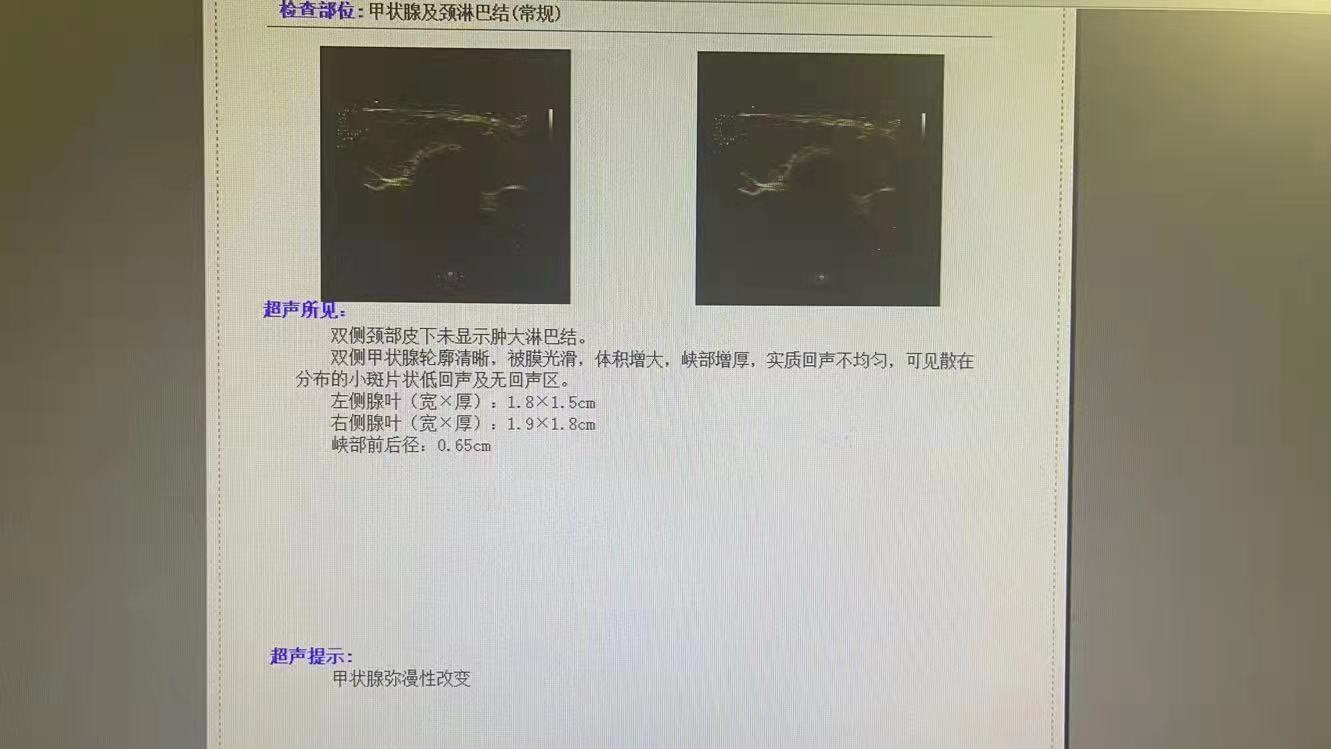 检查部位:甲状腺及颈淋巴结(常规)
超声所见:
双侧颈部皮下未显示肿大淋巴结。
双侧甲状腺轮廓清晰，被膜光滑，体积增大，峡部增厚，实质回声不均匀，可见散在
分布的小斑片状低回声及无回声区。
左侧腺叶（宽×厚）：1.8×1.5cm
右侧腺叶（宽×厚）：1.9×1.8cm
峡部前后径：0.65cm
超声提示:
甲状腺弥漫性改变